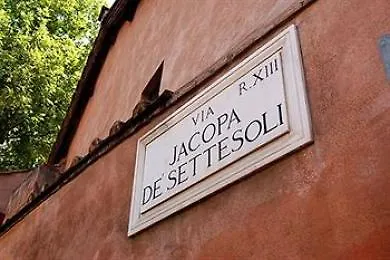 R. XIII
VIA
JACOPA
DE' SETTESOLI